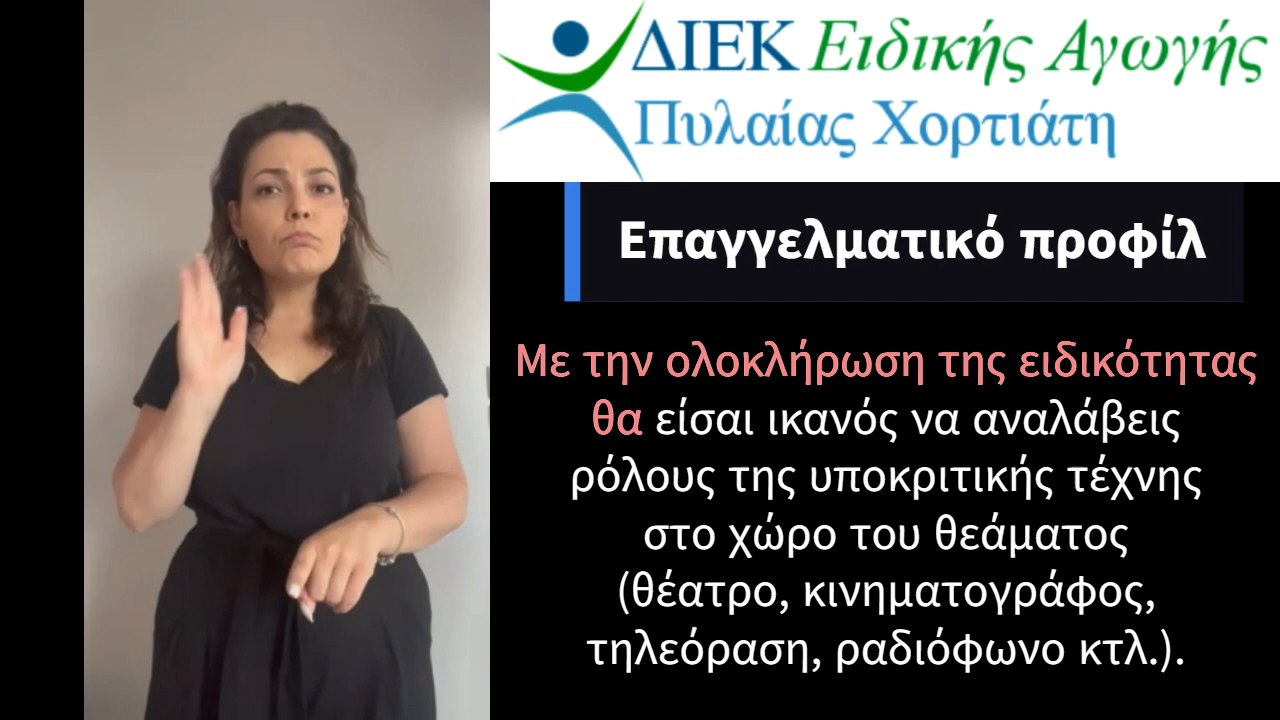 ΔΙΕΚ Ειδικής Αγωγής
Πυλαίας Χορτιάτη
Επαγγελματικό προφίλ
Με την ολοκλήρωση της ειδικότητας
θα είσαι ικανός να αναλάβεις
ρόλους της υποκριτικής τέχνης
στο χώρο του θεάματος
(θέατρο, κινηματογράφος,
τηλεόραση, ραδιόφωνο κτλ.).